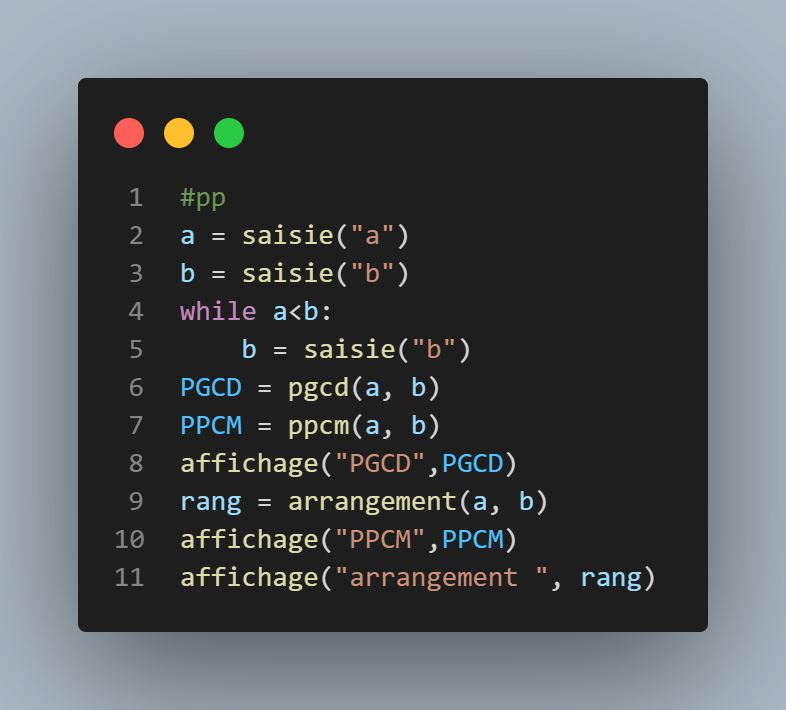 1 #pp
2 a = saisie("a")
3 b = saisie("b")
4 while a<b:
5     b = saisie("b")
6 PGCD = pgcd(a, b)
7 PPCM = ppcm(a, b)
8 affichage("PGCD",PGCD)
9 rang = arrangement(a, b)
10 affichage("PPCM",PPCM)
11 affichage("arrangement ", rang)